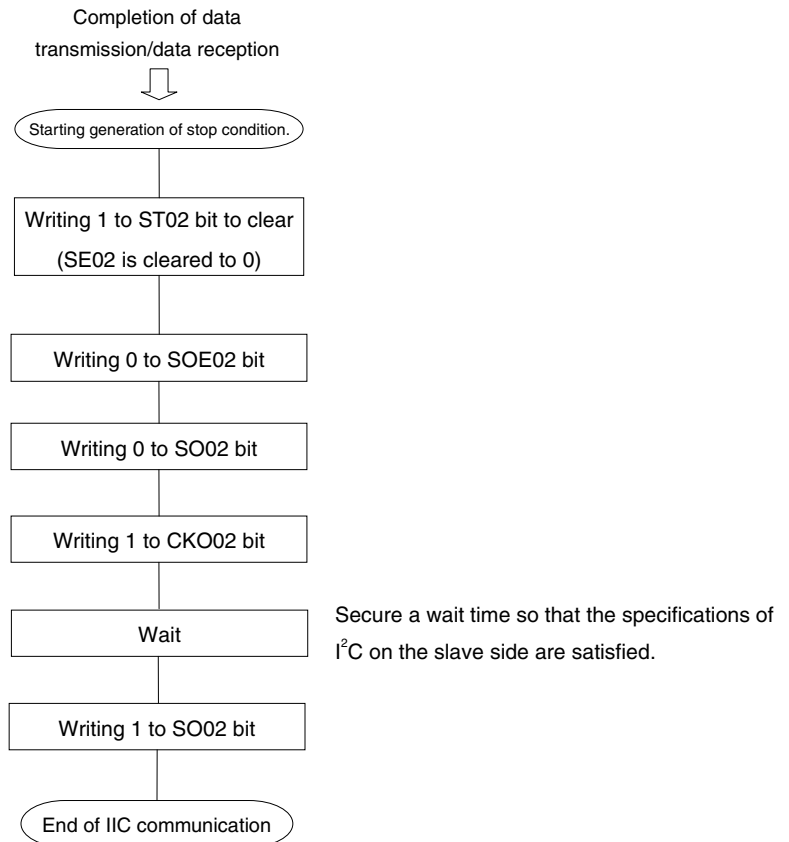 Completion of data
transmission/data reception
Starting generation of stop condition.
Writing 1 to ST02 bit to clear
(SE02 is cleared to 0)
Writing 0 to SOE02 bit
Writing 0 to SO02 bit
Writing 1 to CKO02 bit
Wait
Secure a wait time so that the specifications of
I²C on the slave side are satisfied.
Writing 1 to SO02 bit
End of IIC communication